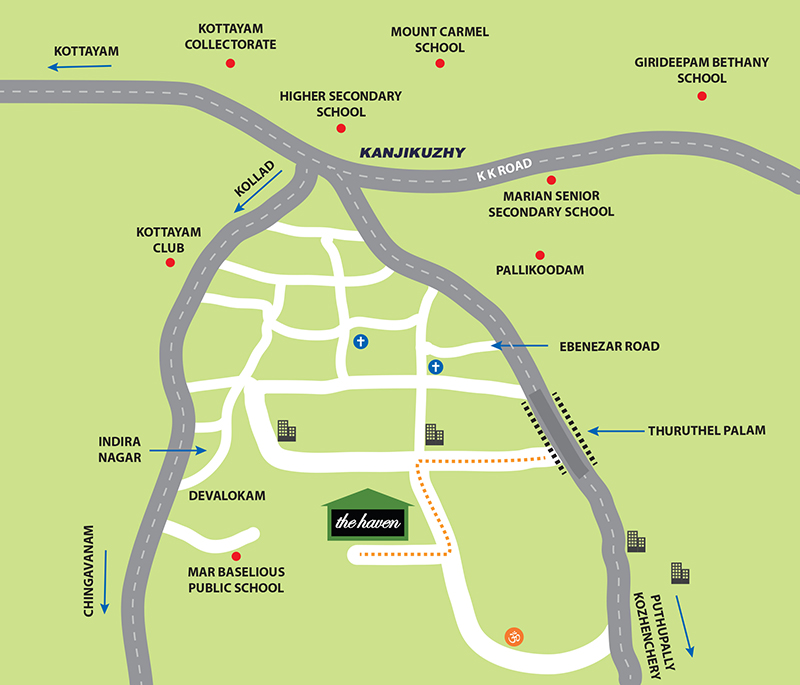 KOTTAYAM
COLLECTORATE
MOUNT CARMEL
SCHOOL
KOTTAYAM
GIRIDEEPAM BETHANY
SCHOOL
HIGHER SECONDARY
SCHOOL
KANJIKUZHY
K K ROAD
KOLLAD
MARIAN SENIOR
SECONDARY SCHOOL
KOTTAYAM
CLUB
PALLIKOODAM
EBENEZAR ROAD
THURUTHEL PALAM
INDIRA
NAGAR
DEVALOKAM
the haven
CHINGAVANAM
MAR BASELIOUS
PUBLIC SCHOOL
PUTHUPALLY
KOZHENCHERY
ॐ